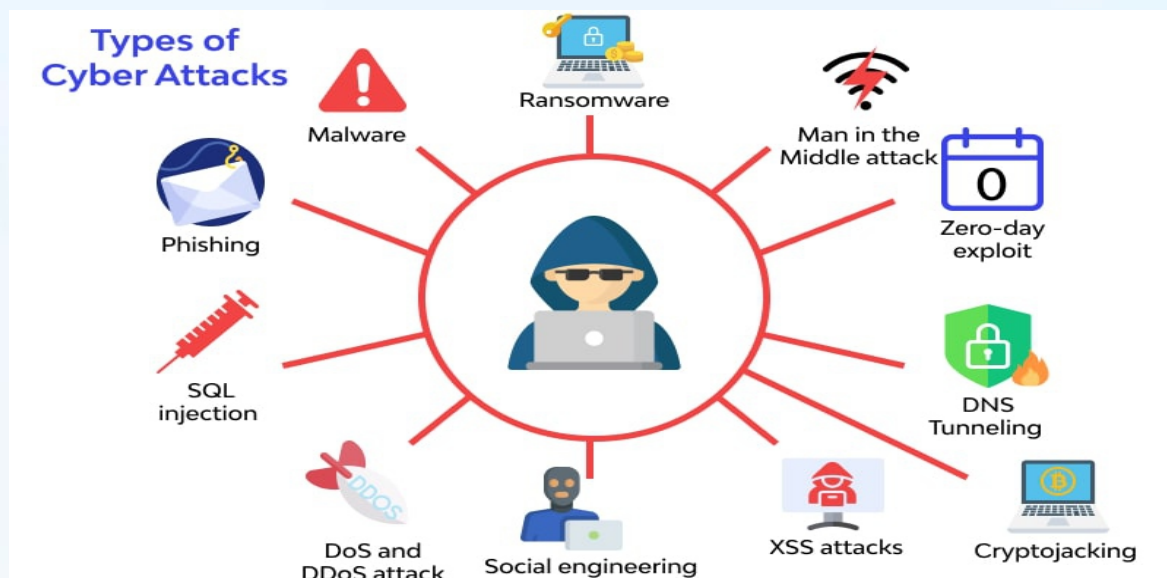 Types of
Cyber Attacks
Ransomware
Malware
Man in the
Middle attack
0
Phishing
Zero-day
exploit
SQL
injection
DNS
Tunneling
DDOS
DoS and
DDoS attack
Social engineering
XSS attacks
Cryptojacking